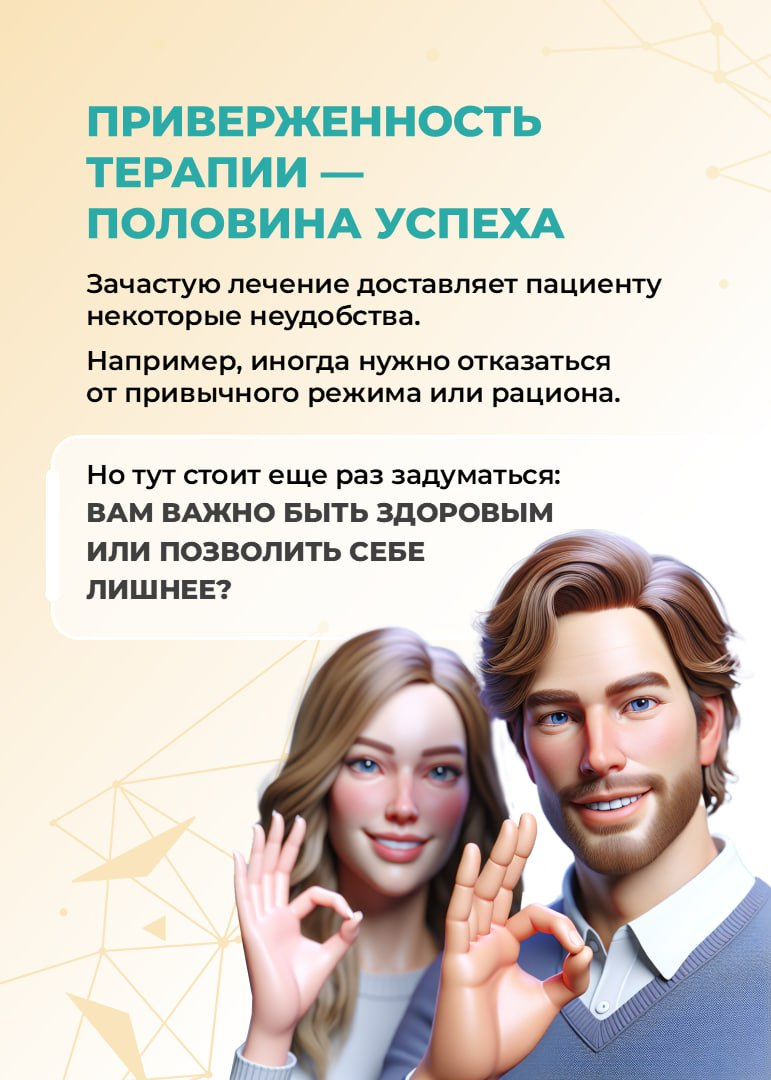 ПРИВЕРЖЕННОСТЬ
ТЕРАПИИ —
ПОЛОВИНА УСПЕХА
Зачастую лечение доставляет пациенту
некоторые неудобства.
Например, иногда нужно отказаться
от привычного режима или рациона.
Но тут стоит еще раз задуматься:
ВАМ ВАЖНО БЫТЬ ЗДОРОВЫМ
ИЛИ ПОЗВОЛИТЬ СЕБЕ
ЛИШНЕЕ?